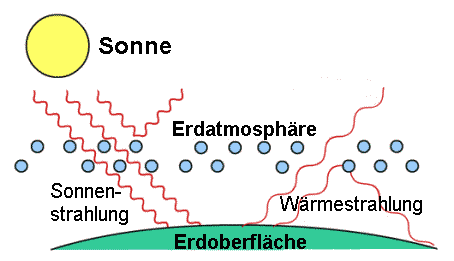 Sonne
Erdatmosphäre
Sonnen-
strahlung
Wärmestrahlung
Erdoberfläche